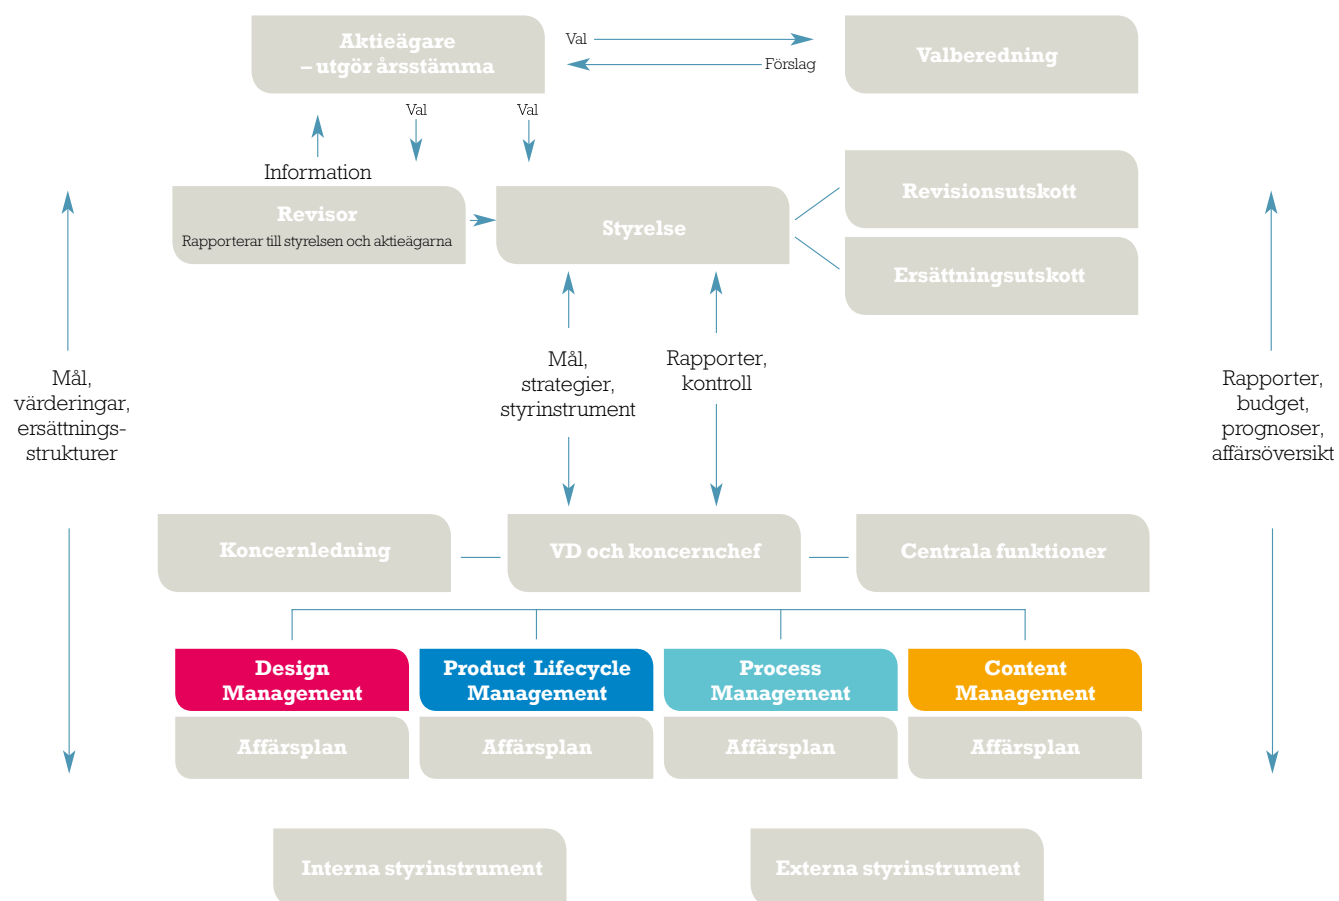 Aktieägare
– utgör årsstämma
Val
Förslag
Valberedning
Val
Val
Information
Revisor
Rapporterar till styrelsen och aktieägarna
Styrelse
Revisionsutskott
Ersättningsutskott
Mål,
värderingar,
ersättnings-
strukturer
Mål,
strategier,
styrinstrument
Rapporter,
kontroll
Rapporter,
budget,
prognoser,
affärsöversikt
Koncernledning
VD och koncernchef
Centrala funktioner
Design
Management
Product Lifecycle
Management
Process
Management
Content
Management
Affärsplan
Affärsplan
Affärsplan
Affärsplan
Interna styrinstrument
Externa styrinstrument